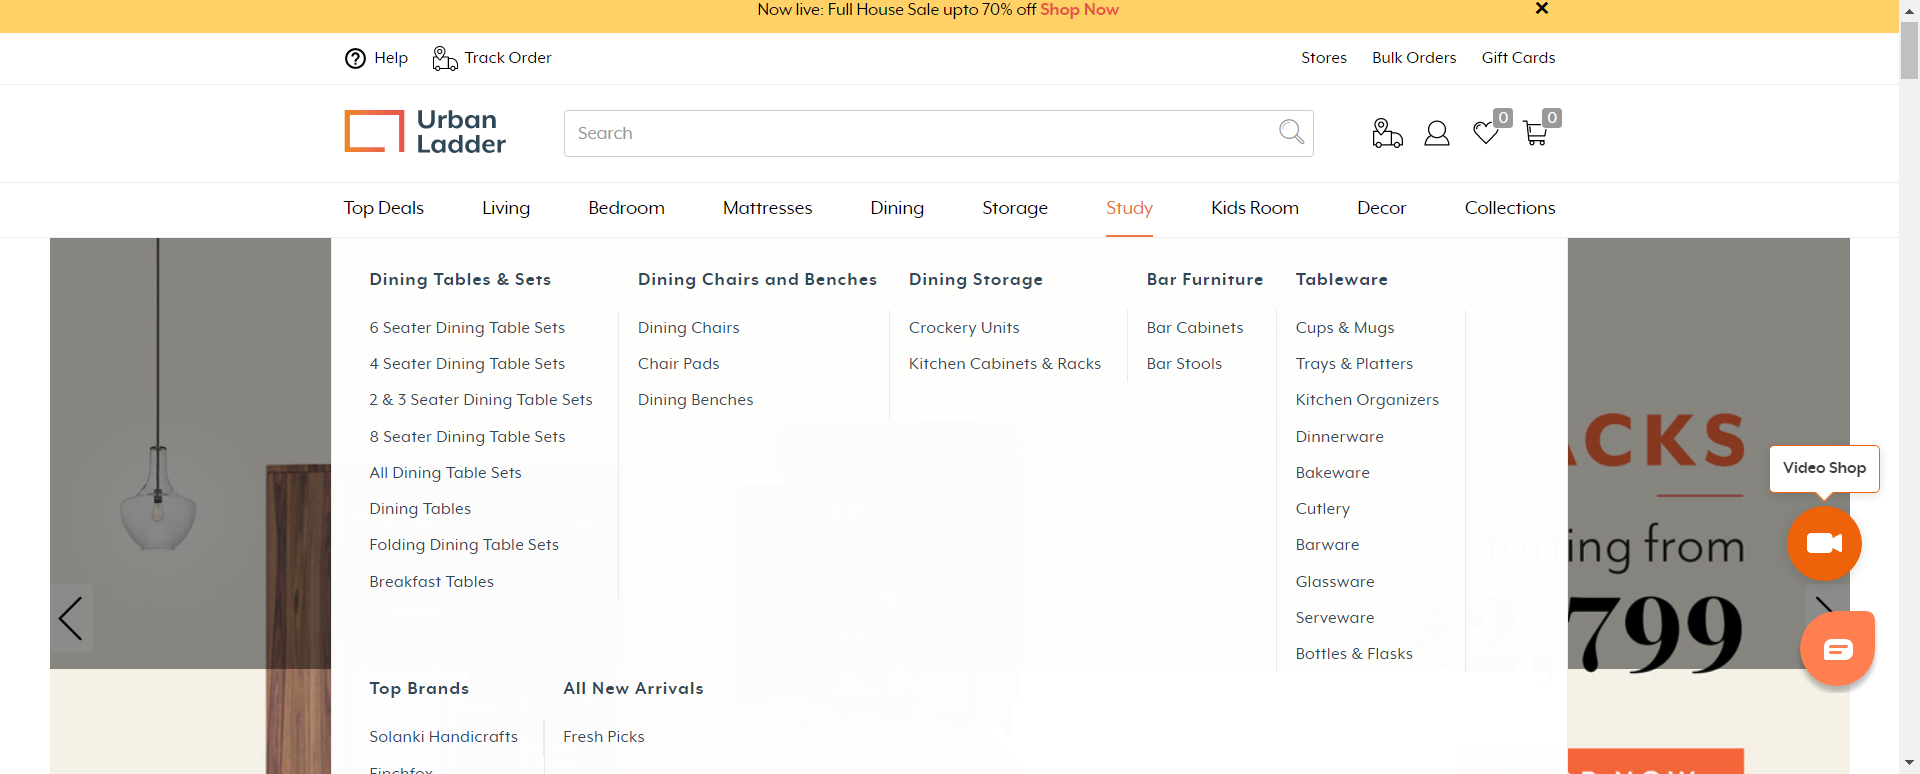 Now live: Full House Sale upto 70% off Shop Now ×
Help Track Order Stores Bulk Orders Gift Cards
Urban
Ladder
Search
0 0
Top Deals Living Bedroom Mattresses Dining Storage Study Kids Room Decor Collections
Dining Tables & Sets
6 Seater Dining Table Sets
4 Seater Dining Table Sets
2 & 3 Seater Dining Table Sets
8 Seater Dining Table Sets
All Dining Table Sets
Dining Tables
Folding Dining Table Sets
Breakfast Tables
Dining Chairs and Benches
Dining Chairs
Chair Pads
Dining Benches
Dining Storage
Crockery Units
Kitchen Cabinets & Racks
Bar Furniture
Bar Cabinets
Bar Stools
Tableware
Cups & Mugs
Trays & Platters
Kitchen Organizers
Dinnerware
Bakeware
Cutlery
Barware
Glassware
Serveware
Bottles & Flasks
Top Brands
Solanki Handicrafts
Finchfox
All New Arrivals
Fresh Picks
Starting from
₹2,799
Video Shop